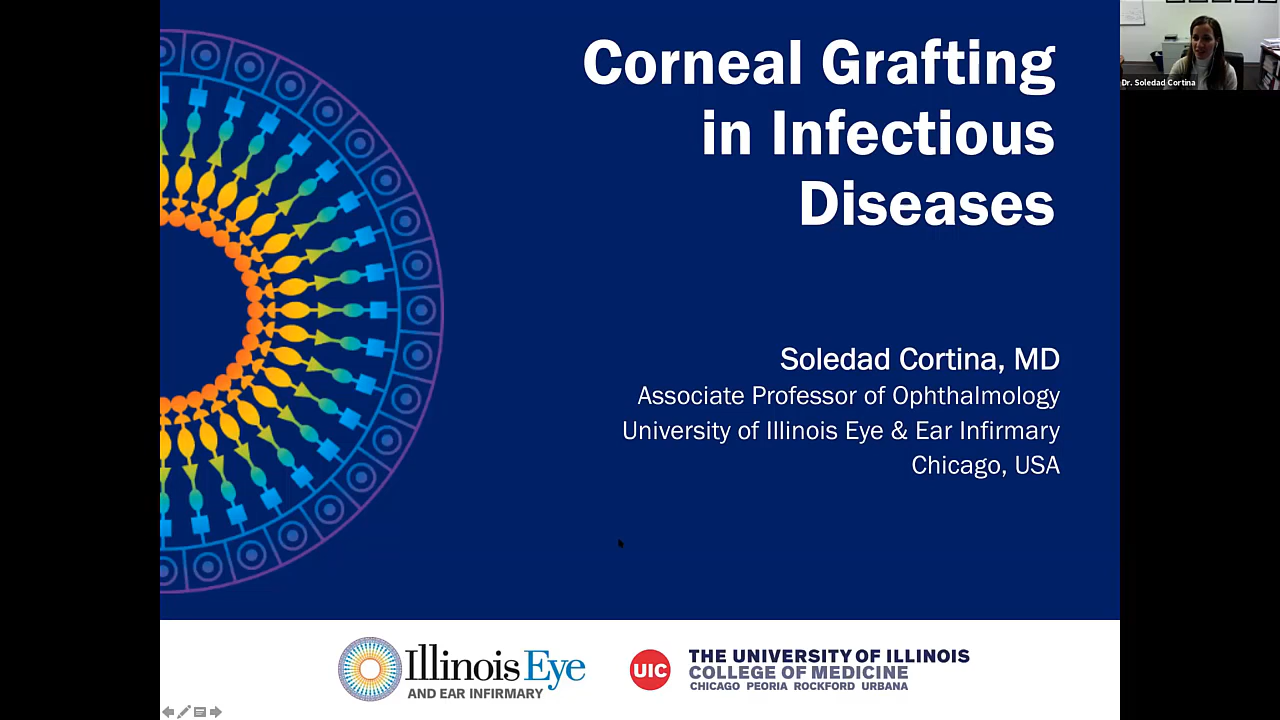 Corneal Grafting
in Infectious
Diseases
Dr. Soledad Cortina
Soledad Cortina, MD
Associate Professor of Ophthalmology
University of Illinois Eye & Ear Infirmary
Chicago, USA
Illinois Eye
AND EAR INFIRMARY
UIC
THE UNIVERSITY OF ILLINOIS
COLLEGE OF MEDICINE
CHICAGO PEORIA ROCKFORD URBANA